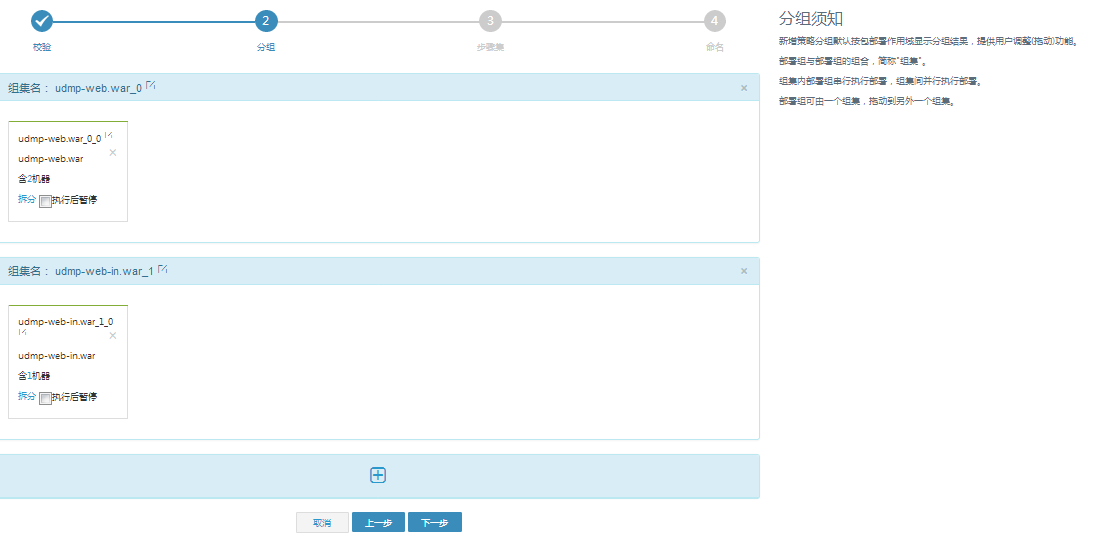 2
3
4
校验
分组
步骤集
命名
组集名： udmp-web.war_0
×
udmp-web.war_0_0
×
udmp-web.war
含2机器
拆分 执行后暂停
组集名： udmp-web-in.war_1
×
udmp-web-in.war_1_0
×
udmp-web-in.war
含1机器
拆分 执行后暂停
取消 上一步 下一步
分组须知
新增策略分组默认按包部署作用域显示分组结果，提供用户调整(拖动)功能。
部署组与部署组的组合，简称"组集"。
组集内部署组串行执行部署，组集间并行执行部署。
部署组可由一个组集，拖动到另外一个组集。